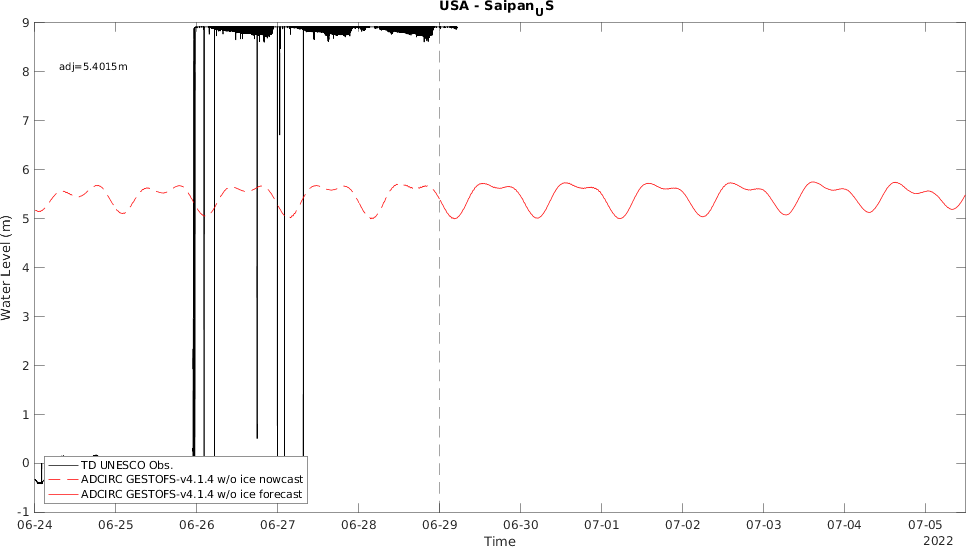 USA - Saipan_US
9
8
7
6
5
4
3
2
1
0
-1
Water Level (m)
adj=5.4015m
TD UNESCO Obs.
ADCIRC GESTOFS-v4.1.4 w/o ice nowcast
ADCIRC GESTOFS-v4.1.4 w/o ice forecast
06-24 06-25 06-26 06-27 06-28 06-29 06-30 07-01 07-02 07-03 07-04 07-05
Time
2022